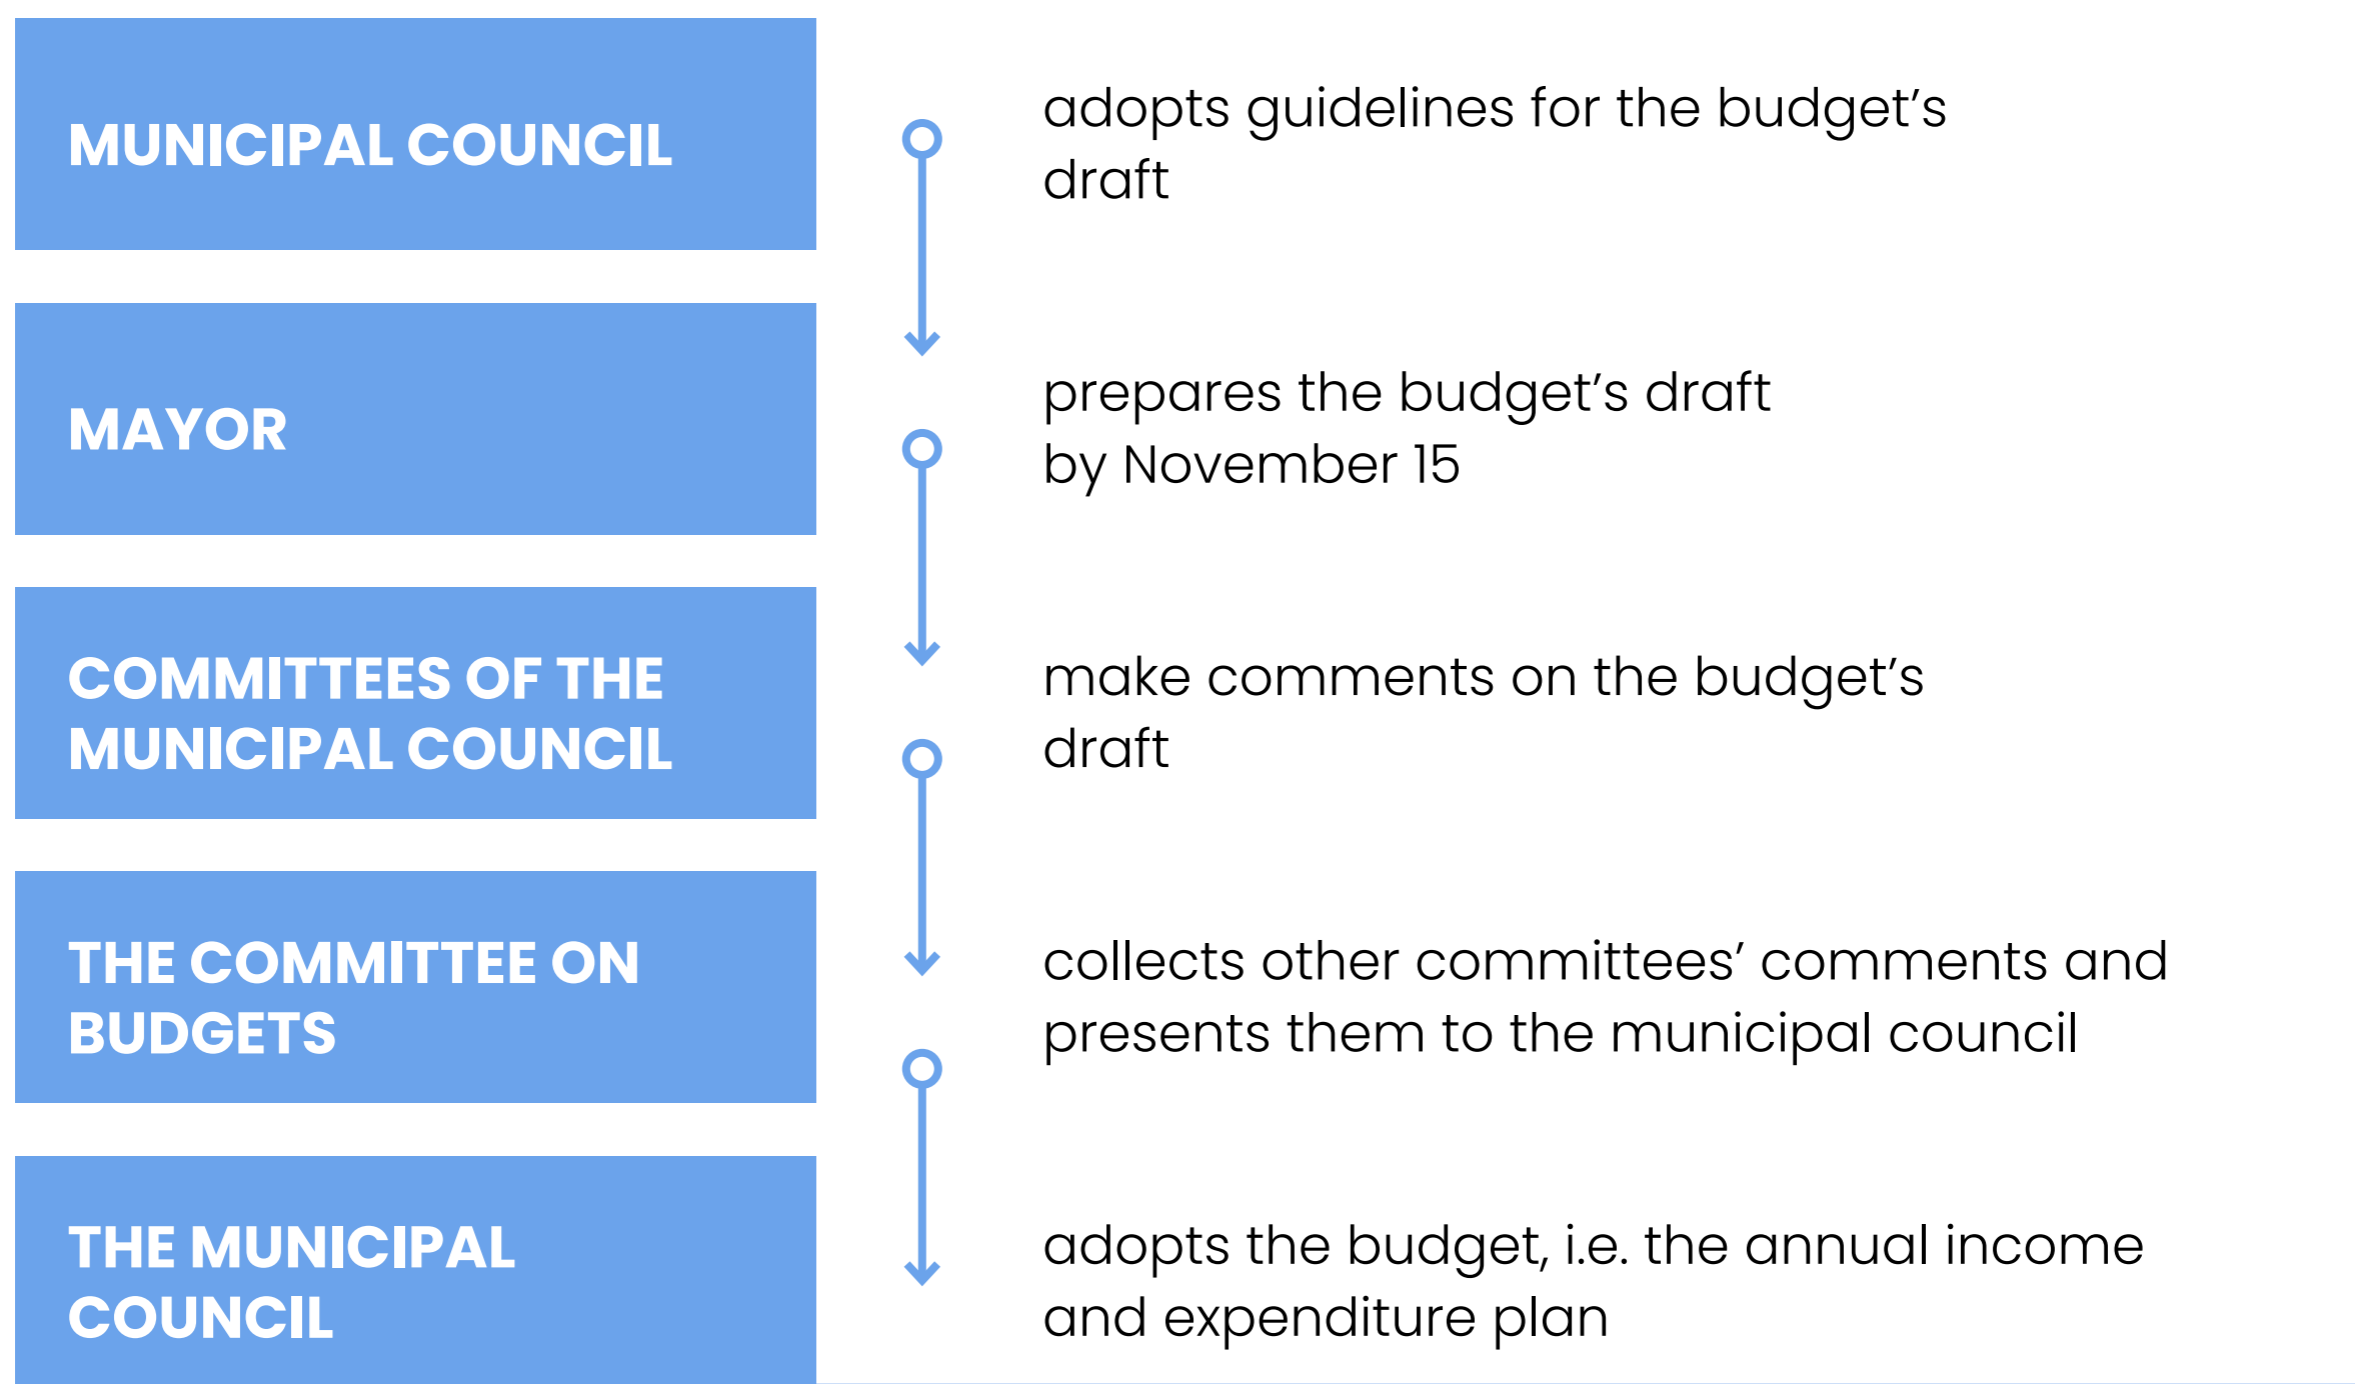 MUNICIPAL COUNCIL
adopts guidelines for the budget’s
draft
MAYOR
prepares the budget’s draft
by November 15
COMMITTEES OF THE
MUNICIPAL COUNCIL
make comments on the budget’s
draft
THE COMMITTEE ON
BUDGETS
collects other committees’ comments and
presents them to the municipal council
THE MUNICIPAL
COUNCIL
adopts the budget, i.e. the annual income
and expenditure plan